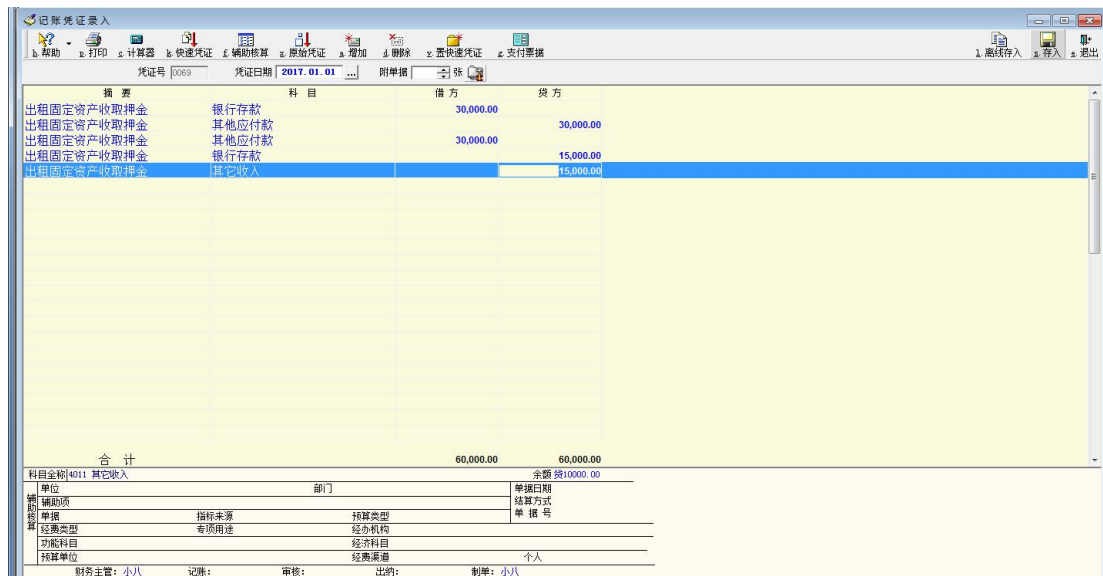 记账凭证录入
h.帮助 p.打印 c.计算器 k.快速凭证 f.辅助核算 x.原始凭证 a.增加 d.删除 y.置快速凭证 z.支付票据 l.离线存入 s.存入 x.退出
凭证号 0069 凭证日期 2017.01.01 ... 附单据 张
摘 要 科 目 借 方 贷 方
出租固定资产收取押金 银行存款 30,000.00
出租固定资产收取押金 其他应付款 30,000.00
出租固定资产收取押金 其他应付款 30,000.00
出租固定资产收取押金 银行存款 15,000.00
出租固定资产收取押金 其它收入 15,000.00
合 计 60,000.00 60,000.00
科目全称 4011 其它收入 余额 贷10000.00
辅助核算
单位 部门 单据日期
辅助项 结算方式
单据 指标来源 预算类型 单 据 号
经费类型 专项用途 经办机构
功能科目 经济科目
预算单位 经费渠道 个人
财务主管: 小八 记账: 审核: 出纳: 制单: 小八